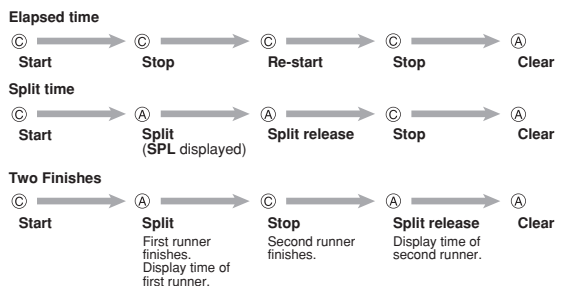 Elapsed time
Ⓒ Ⓒ Ⓒ Ⓒ Ⓐ
Start Stop Re-start Stop Clear
Split time
Ⓒ Ⓐ Ⓐ Ⓒ Ⓐ
Start Split Split release Stop Clear
(SPL displayed)
Two Finishes
Ⓒ Ⓐ Ⓒ Ⓐ Ⓐ
Start Split Stop Split release Clear
First runner Second runner Display time of
finishes. finishes. second runner.
Display time of
first runner.